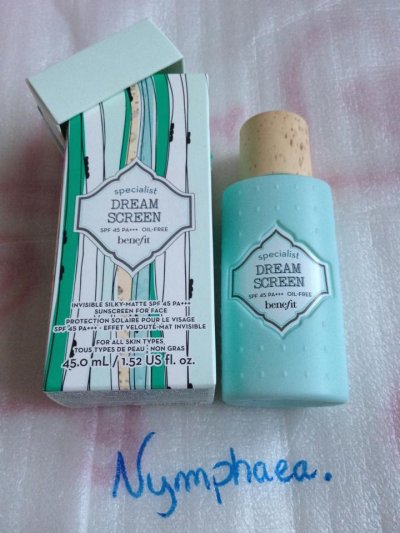 specialist
DREAM
SCREEN
SPF 45 PA+++ OIL-FREE
benefit
INVISIBLE SILKY-MATTE SPF 45 PA+++
SUNSCREEN FOR FACE
PROTECTION SOLAIRE POUR LE VISAGE
SPF 45 PA+++ · EFFET VELOUTÉ-MAT INVISIBLE
FOR ALL SKIN TYPES
TOUS TYPES DE PEAU · NON GRAS
45.0 mL / 1.52 US fl. oz.
specialist
DREAM
SCREEN
SPF 45 PA+++ OIL-FREE
benefit
Nymphaea.